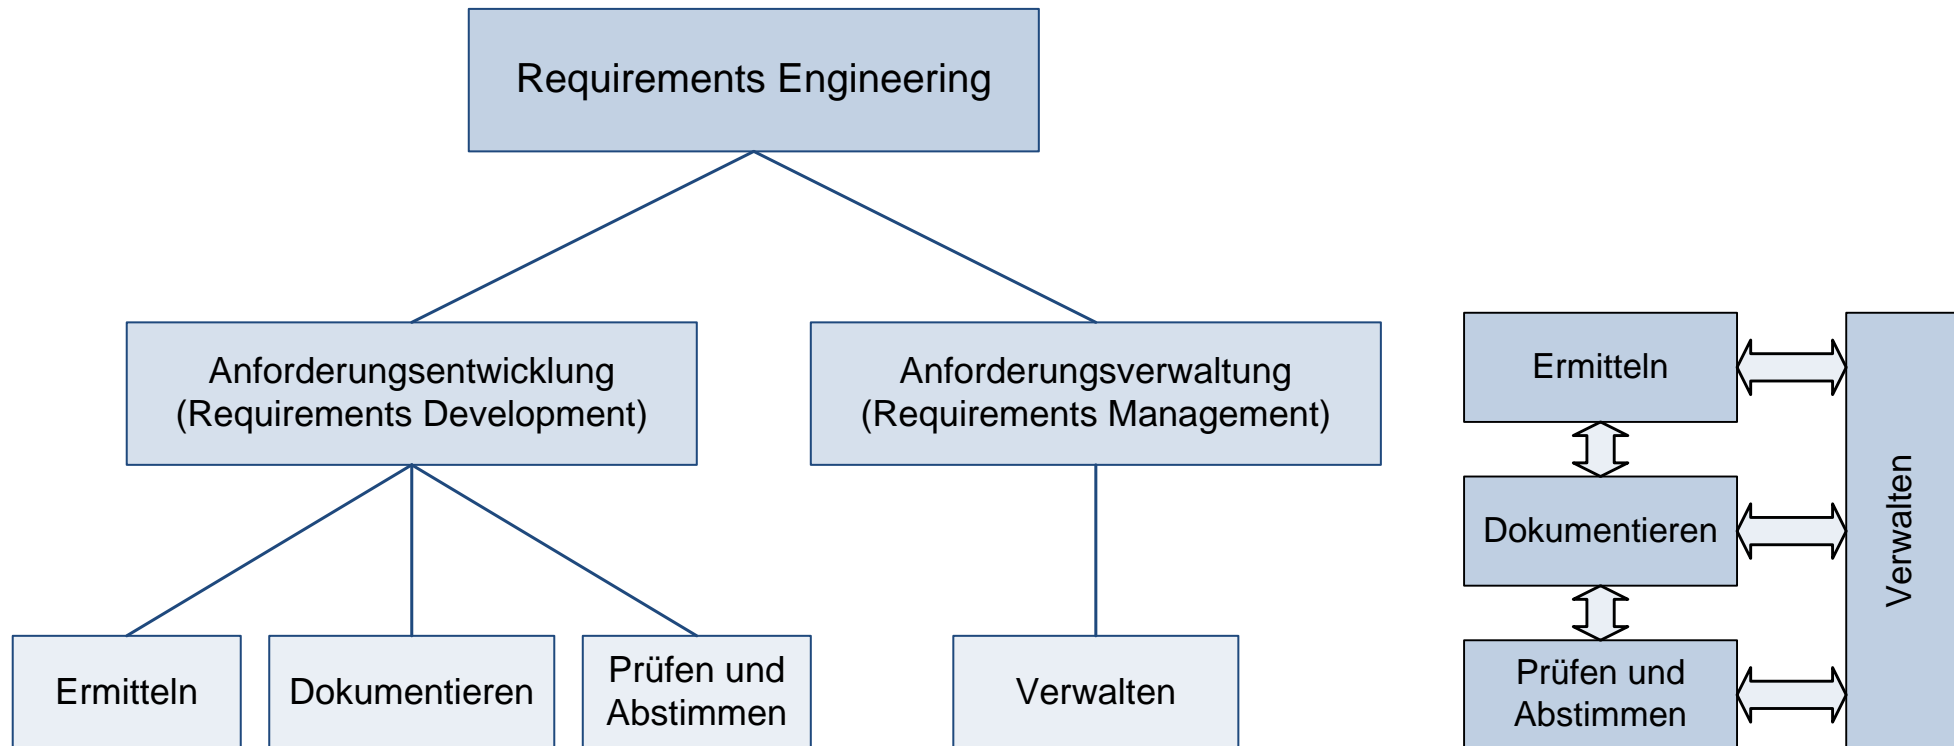 Requirements Engineering
Anforderungsentwicklung
(Requirements Development)
Anforderungsverwaltung
(Requirements Management)
Ermitteln
Dokumentieren
Prüfen und
Abstimmen
Verwalten
Ermitteln
Dokumentieren
Prüfen und
Abstimmen
Verwalten